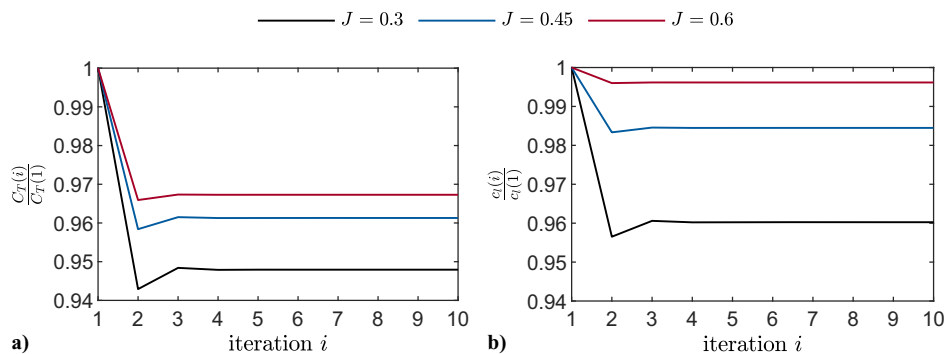 J = 0.3 J = 0.45 J = 0.6
1
0.99
0.98
0.97
0.96
0.95
0.94
C_T(i)
C_T(1)
1 2 3 4 5 6 7 8 9 10
iteration i
a)
1
0.99
0.98
0.97
0.96
0.95
0.94
c_l(i)
c_l(1)
1 2 3 4 5 6 7 8 9 10
iteration i
b)